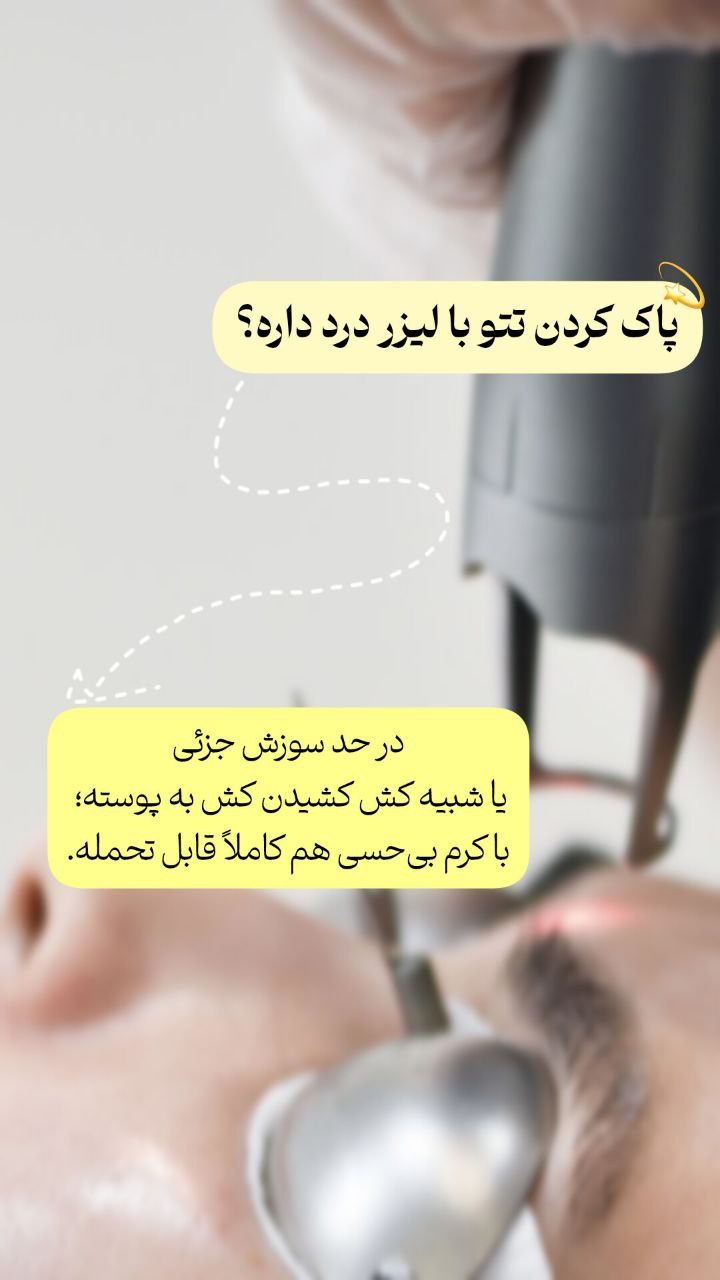 پاک کردن تتو با لیزر درد داره؟
در حد سوزش جزئی
یا شبیه کش کشیدن کش به پوسته؛
با کرم بی‌حسی هم کاملاً قابل تحمله.